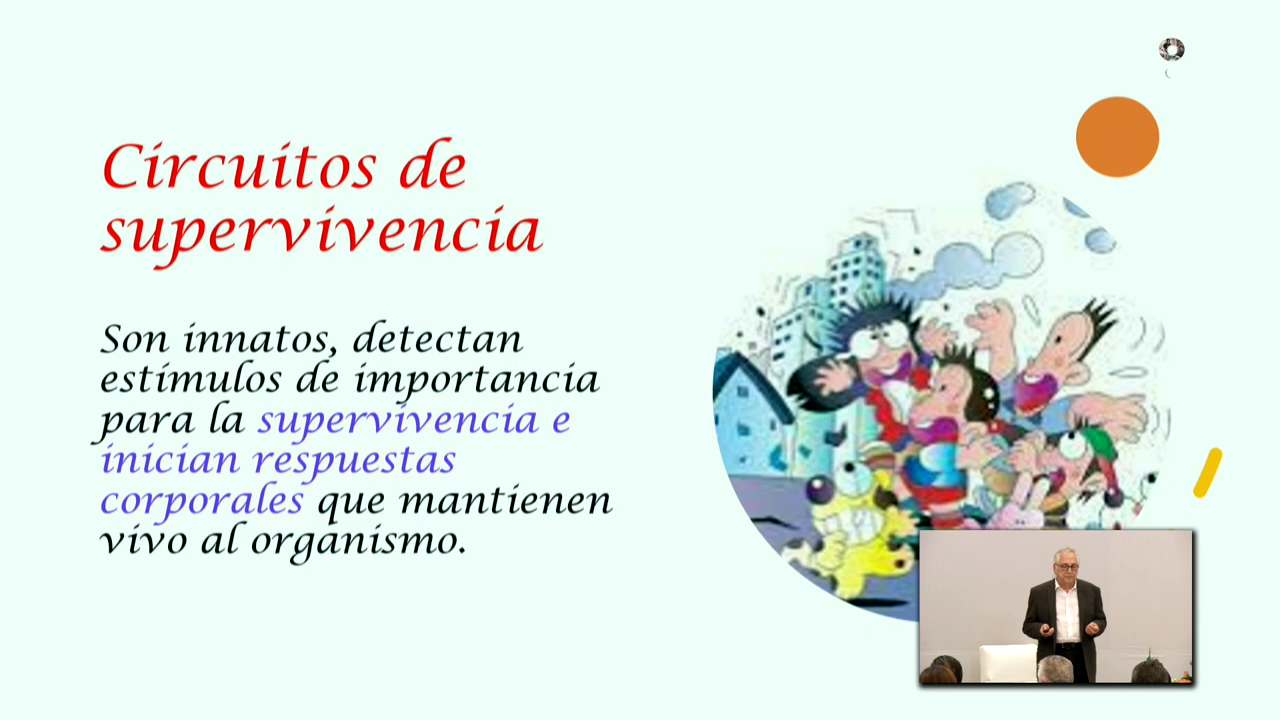 Circuitos de
supervivencia
Son innatos, detectan
estímulos de importancia
para la supervivencia e
inician respuestas
corporales que mantienen
vivo al organismo.